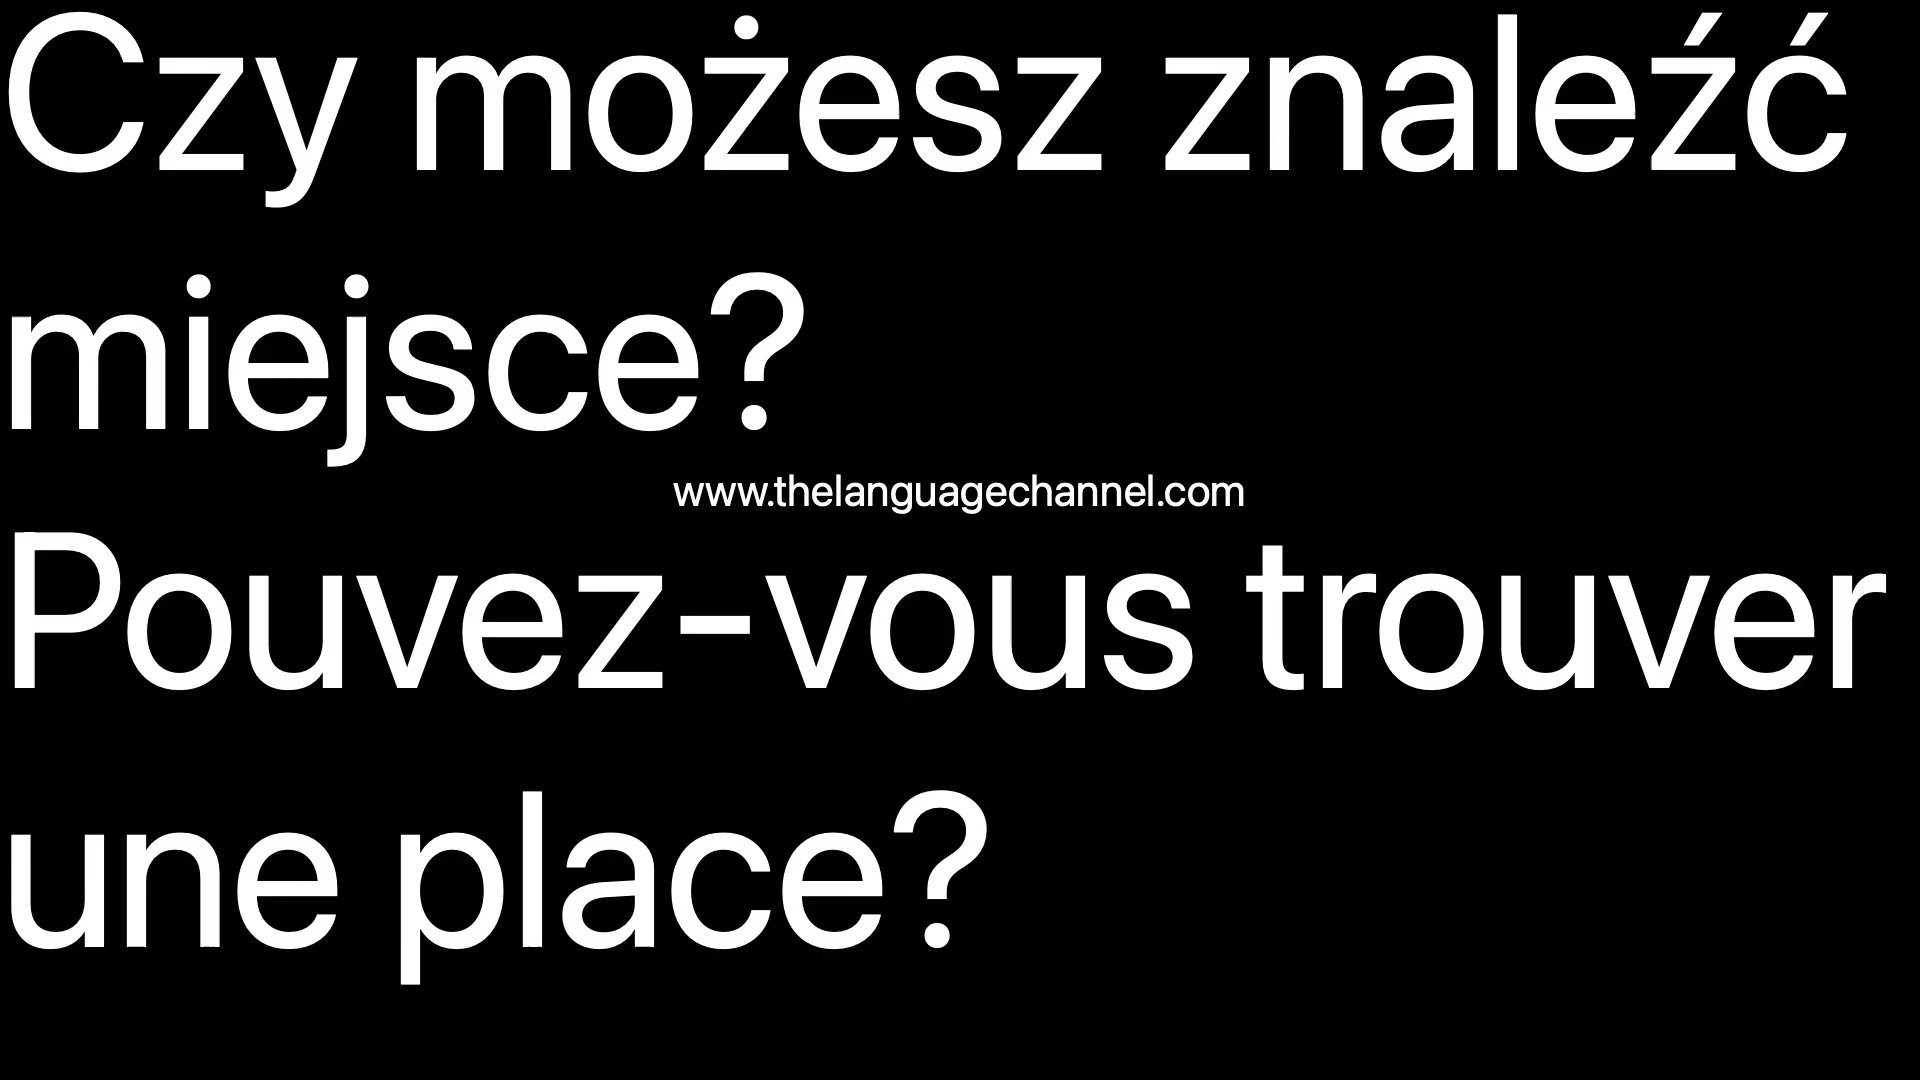 Czy możesz znaleźć
miejsce?
www.thelanguagechannel.com
Pouvez-vous trouver
une place?